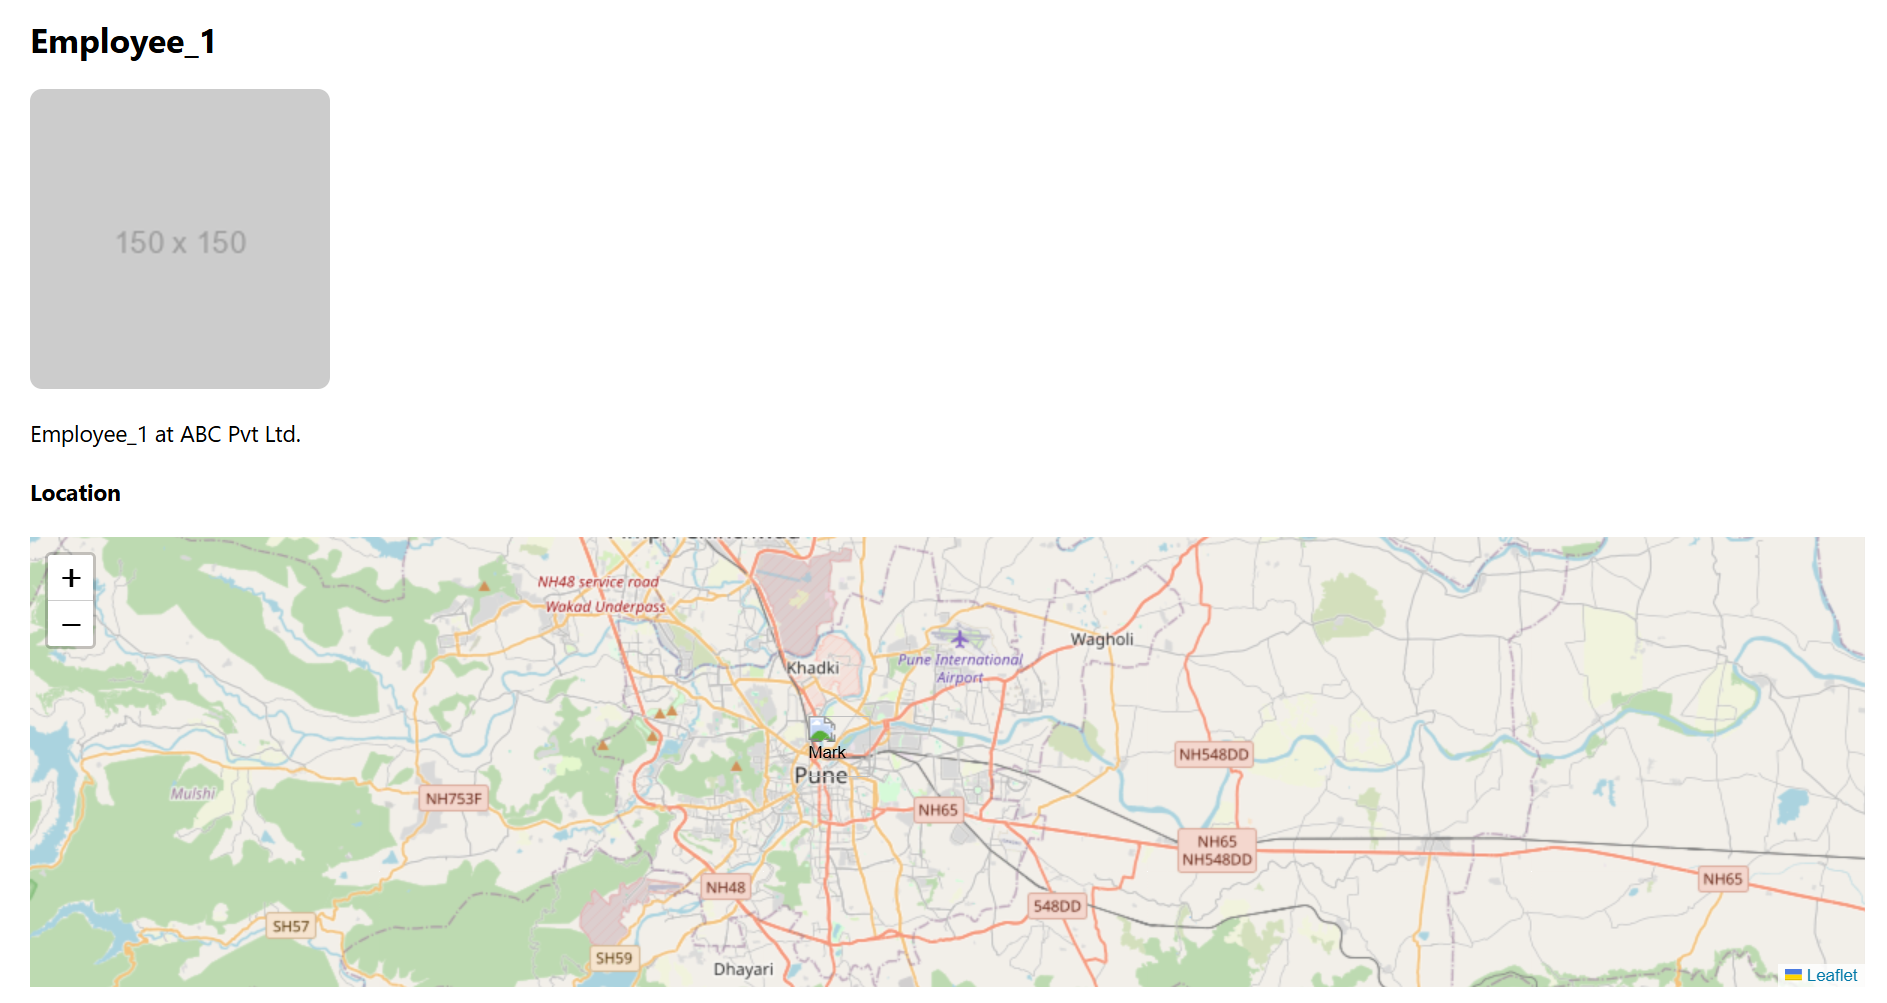 Employee_1
150 x 150
Employee_1 at ABC Pvt Ltd.
Location
+
−
NH48 service road
Wakad Underpass
Khadki
Pune International
Airport
Wagholi
Mark
Pune
NH548DD
Mulshi
NH753F
NH65
NH65
NH548DD
NH65
NH48
548DD
SH57
SH59
Dhayari
Leaflet